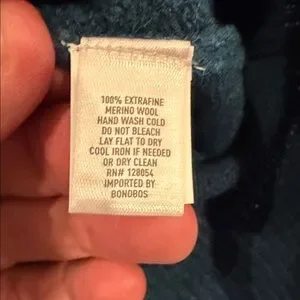 100% EXTRAFINE
MERINO WOOL
HAND WASH COLD
DO NOT BLEACH
LAY FLAT TO DRY
COOL IRON IF NEEDED
OR DRY CLEAN
RN# 128054
IMPORTED BY
BONOBOS